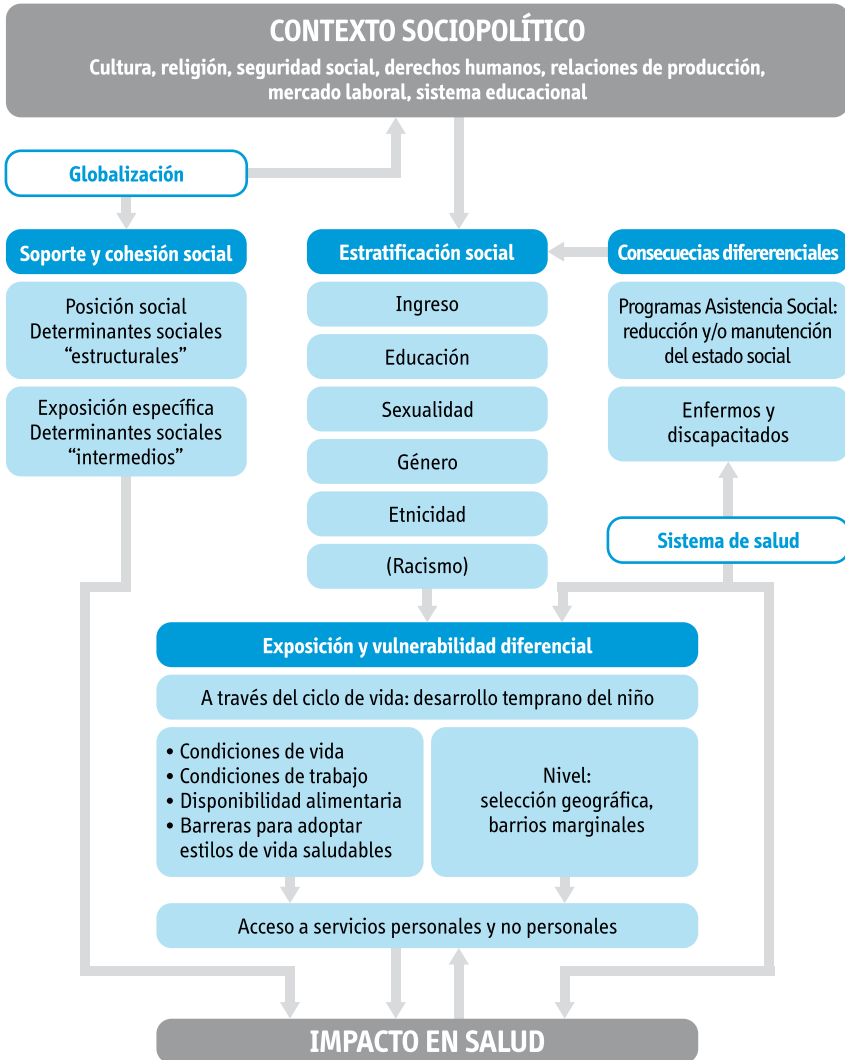 CONTEXTO SOCIOPOLÍTICO
Cultura, religión, seguridad social, derechos humanos, relaciones de producción,
mercado laboral, sistema educacional
Globalización
Soporte y cohesión social
Posición social
Determinantes sociales
“estructurales”
Exposición específica
Determinantes sociales
“intermedios”
Estratificación social
Ingreso
Educación
Sexualidad
Género
Etnicidad
(Racismo)
Consecuecias difererenciales
Programas Asistencia Social:
reducción y/o manutención
del estado social
Enfermos y
discapacitados
Sistema de salud
Exposición y vulnerabilidad diferencial
A través del ciclo de vida: desarrollo temprano del niño
• Condiciones de vida
• Condiciones de trabajo
• Disponibilidad alimentaria
• Barreras para adoptar
estilos de vida saludables
Nivel:
selección geográfica,
barrios marginales
Acceso a servicios personales y no personales
IMPACTO EN SALUD